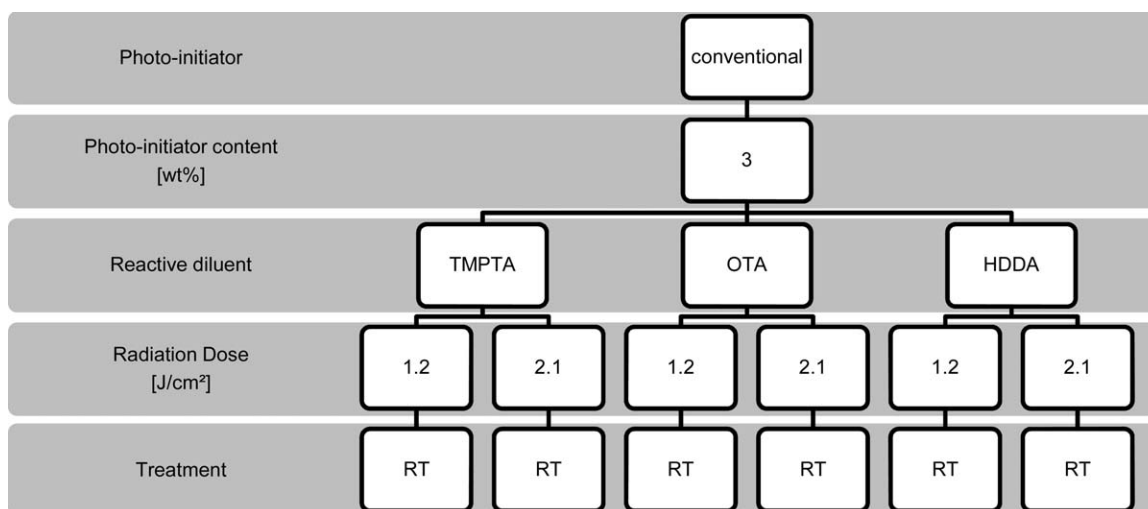 Photo-initiator
conventional
Photo-initiator content
[wt%]
3
Reactive diluent
TMPTA
OTA
HDDA
Radiation Dose
[J/cm²]
1.2
2.1
1.2
2.1
1.2
2.1
Treatment
RT
RT
RT
RT
RT
RT